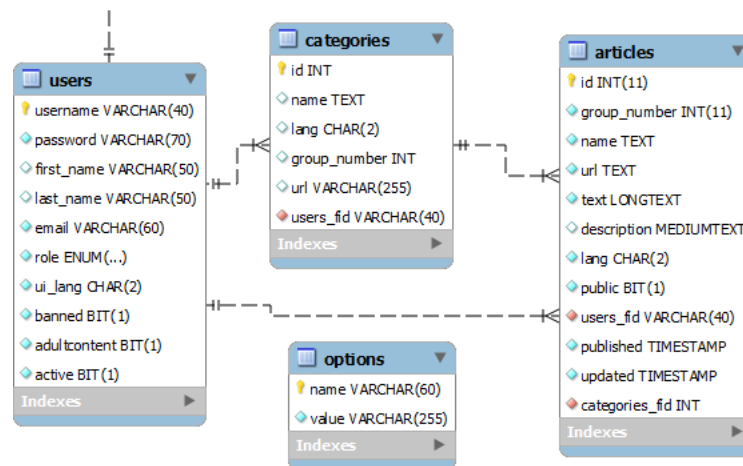 users
username VARCHAR(40)
password VARCHAR(70)
first_name VARCHAR(50)
last_name VARCHAR(50)
email VARCHAR(60)
role ENUM(...)
ui_lang CHAR(2)
banned BIT(1)
adultcontent BIT(1)
active BIT(1)
Indexes
categories
id INT
name TEXT
lang CHAR(2)
group_number INT
url VARCHAR(255)
users_fid VARCHAR(40)
Indexes
options
name VARCHAR(60)
value VARCHAR(255)
Indexes
articles
id INT(11)
group_number INT(11)
name TEXT
url TEXT
text LONGTEXT
description MEDIUMTEXT
lang CHAR(2)
public BIT(1)
users_fid VARCHAR(40)
published TIMESTAMP
updated TIMESTAMP
categories_fid INT
Indexes